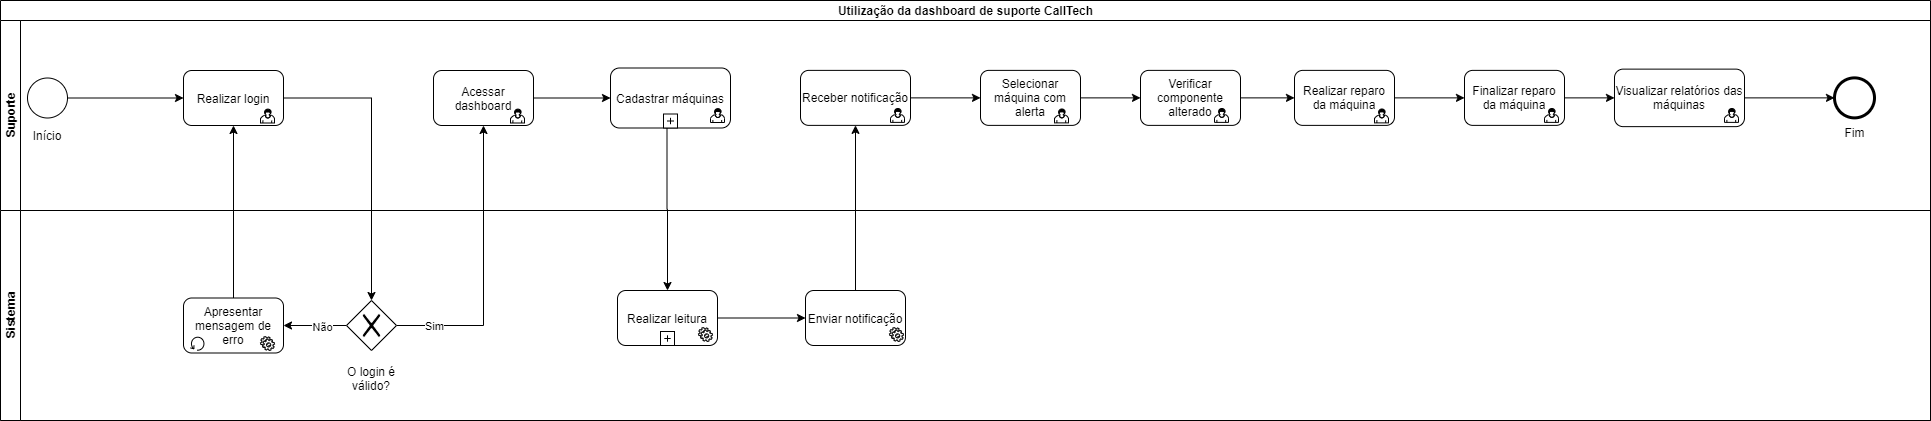 Utilização da dashboard de suporte CallTech
Suporte
Início
Realizar login
Acessar
dashboard
Cadastrar máquinas
Receber notificação
Selecionar
máquina com
alerta
Verificar
componente
alterado
Realizar reparo
da máquina
Finalizar reparo
da máquina
Visualizar relatórios das
máquinas
Fim
Sistema
Apresentar
mensagem de
erro
Não
Sim
O login é
válido?
Realizar leitura
Enviar notificação